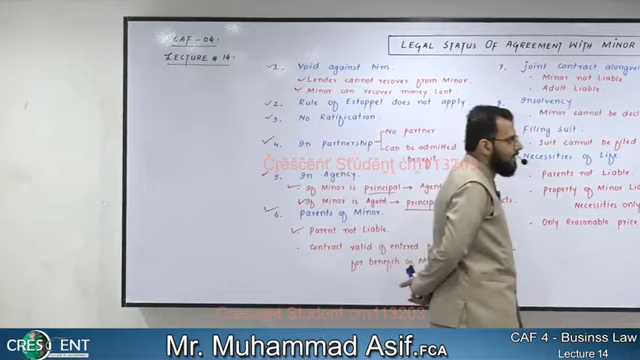 CAF - 04:
LECTURE # 14:
LEGAL STATUS OF AGREEMENT WITH MINOR
1. Void against him.
Lender cannot recover from Minor.
Minor can recover money Lent.
2. Rule of Estoppel does not apply
3. No Ratification.
4. In partnership
No partner
Can be admitted
benefit
5. In Agency.
If Minor is principal → Agent
If Minor is Agent →
6. Parents of Minor.
Parent not Liable.
Contract valid if entered
for benefit of
7. Joint contract alongwi
Minor not Liable
Adult Liable.
8. Insolvency
Minor cannot be decl
Filing suit.
Suit cannot be filed
Necessities of Life.
Parents not Liable.
Property of Minor Lia
Necessities only
Only Reasonable price
Crescent Student cm113209
Crescent Student cm113209
CRESCENT
Mr. Muhammad Asif.FCA
CAF 4 - Businss Law
Lecture 14